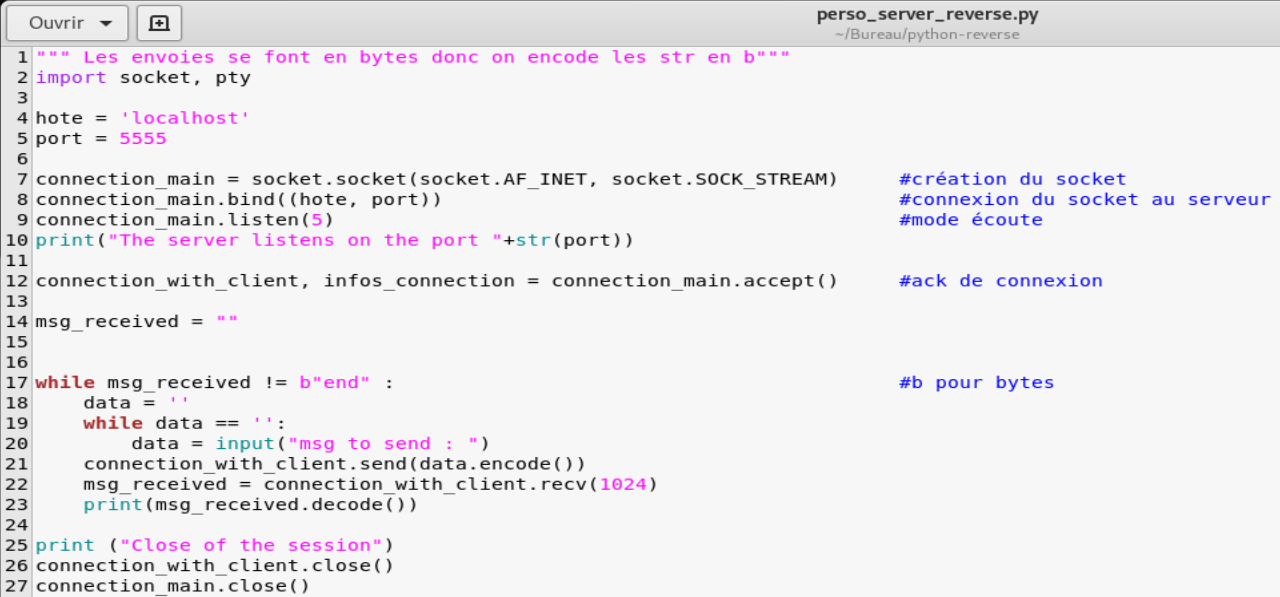 Ouvrir
perso_server_reverse.py
~/Bureau/python-reverse
1 """ Les envoies se font en bytes donc on encode les str en b"""
2 import socket, pty
3
4 hote = 'localhost'
5 port = 5555
6
7 connection_main = socket.socket(socket.AF_INET, socket.SOCK_STREAM)     #création du socket
8 connection_main.bind((hote, port))                                      #connexion du socket au serveur
9 connection_main.listen(5)                                               #mode écoute
10 print("The server listens on the port "+str(port))
11
12 connection_with_client, infos_connection = connection_main.accept()     #ack de connexion
13
14 msg_received = ""
15
16
17 while msg_received != b"end" :                                          #b pour bytes
18     data = ''
19     while data == '':
20         data = input("msg to send : ")
21     connection_with_client.send(data.encode())
22     msg_received = connection_with_client.recv(1024)
23     print(msg_received.decode())
24
25 print ("Close of the session")
26 connection_with_client.close()
27 connection_main.close()